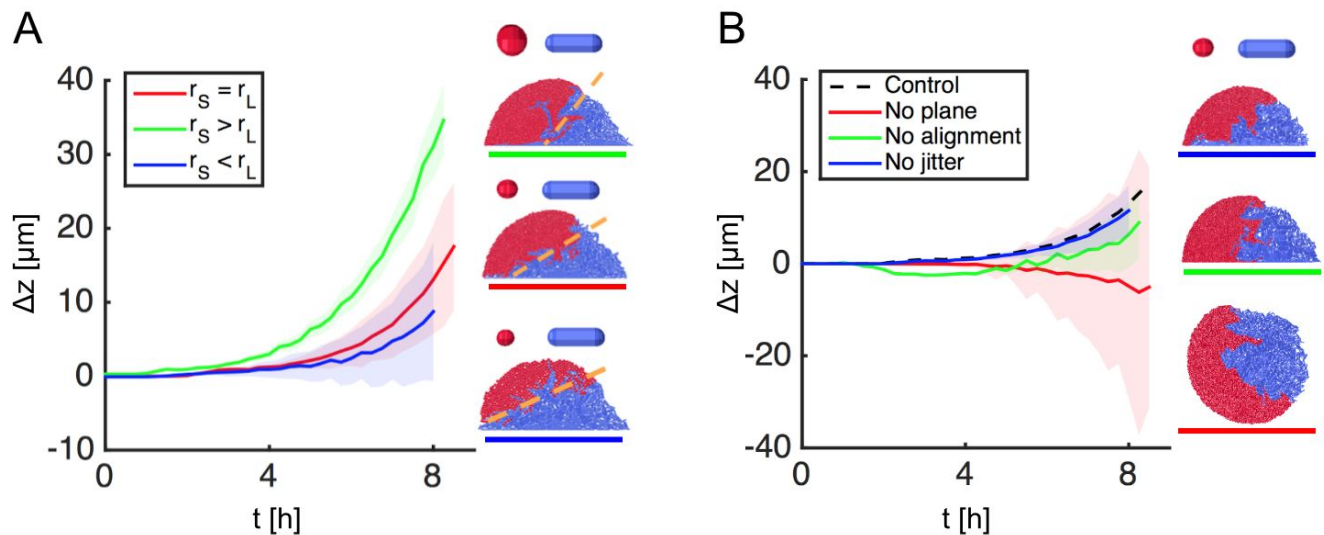 A
Δz [µm]
40
30
20
10
0
-10
r_S = r_L
r_S > r_L
r_S < r_L
0
4
8
t [h]
B
Δz [µm]
40
20
0
-20
-40
Control
No plane
No alignment
No jitter
0
4
8
t [h]